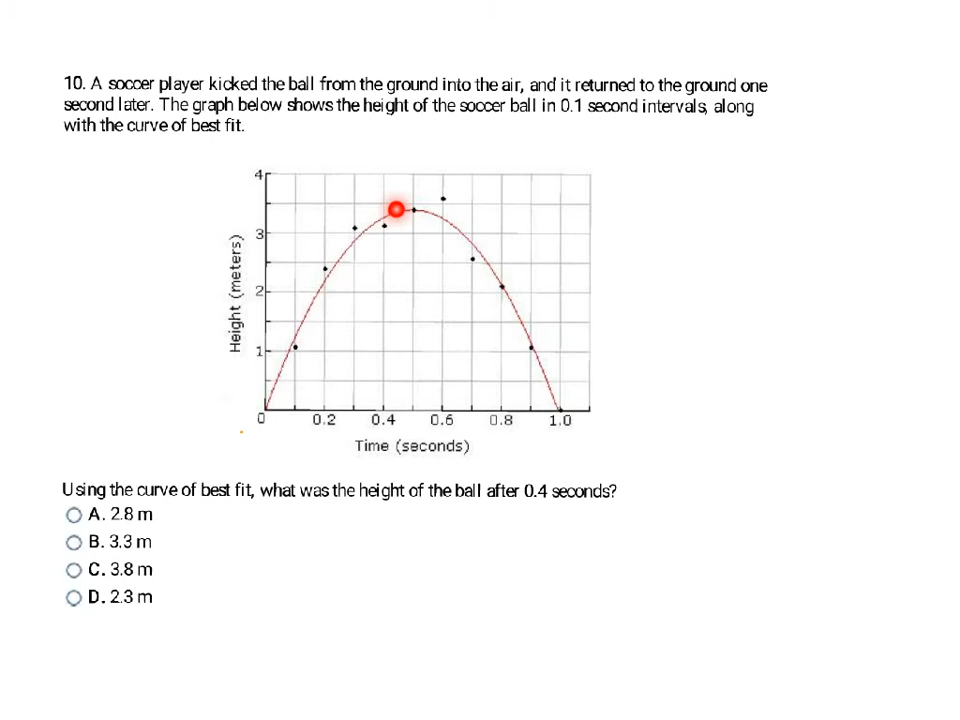 10. A soccer player kicked the ball from the ground into the air, and it returned to the ground one
second later. The graph below shows the height of the soccer ball in 0.1 second intervals, along
with the curve of best fit.
4
3
2
1
Height (meters)
0 0.2 0.4 0.6 0.8 1.0
Time (seconds)
Using the curve of best fit, what was the height of the ball after 0.4 seconds?
A. 2.8 m
B. 3.3 m
C. 3.8 m
D. 2.3 m